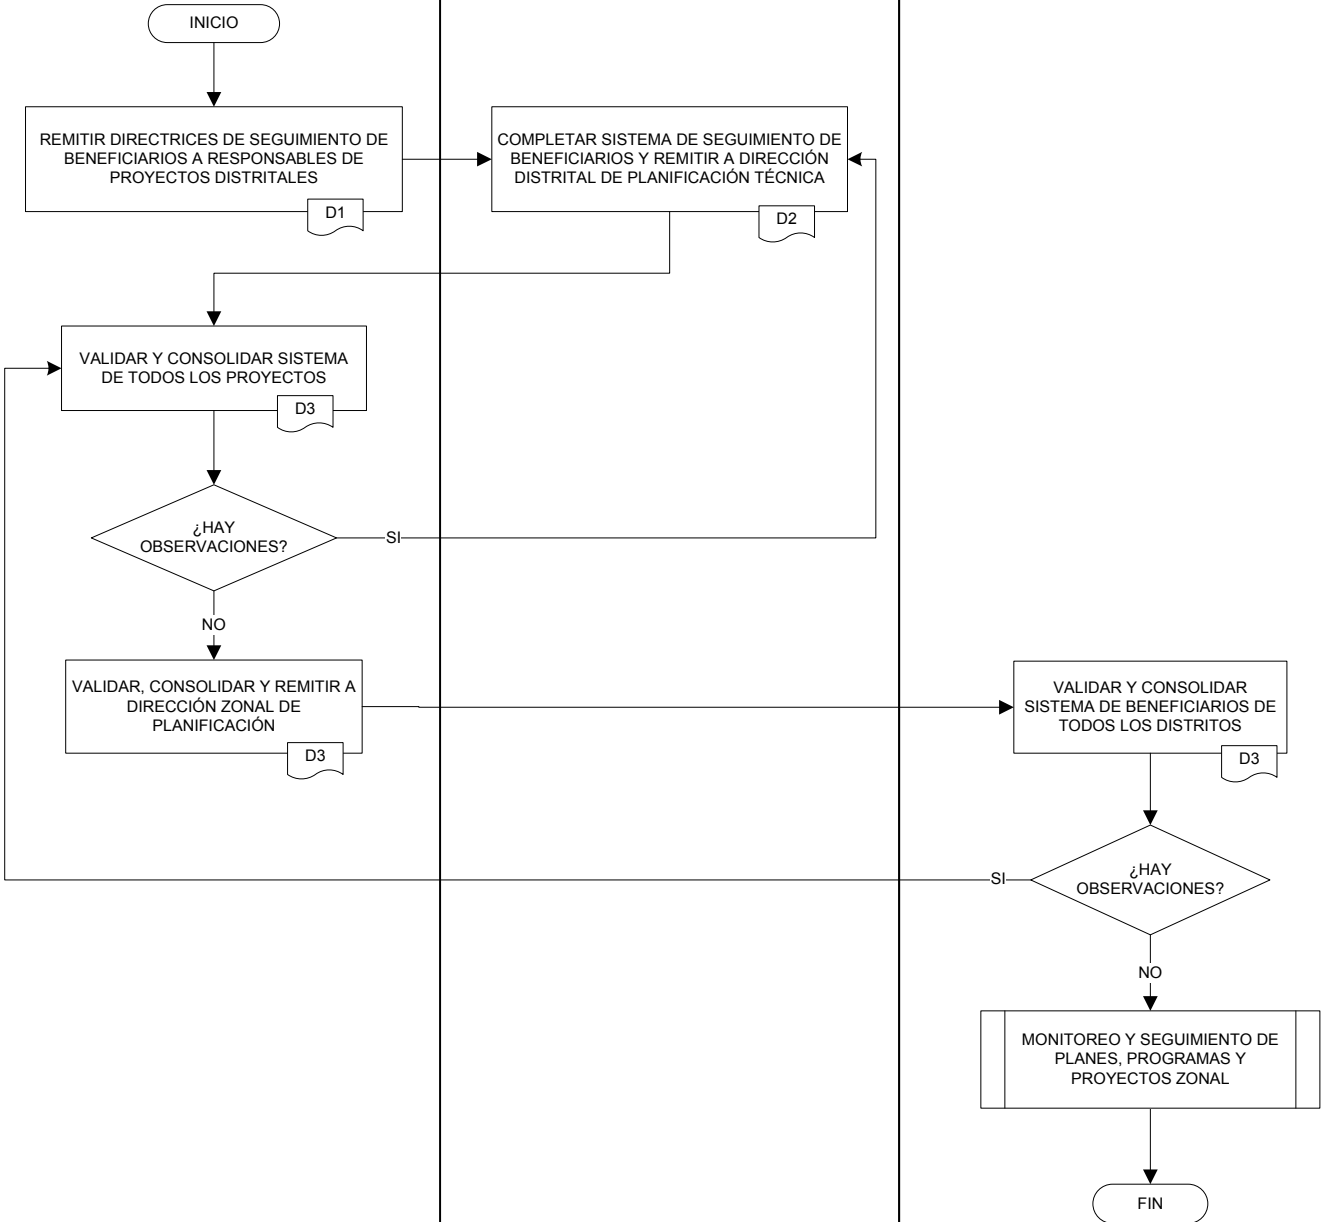 INICIO
REMITIR DIRECTRICES DE SEGUIMIENTO DE
BENEFICIARIOS A RESPONSABLES DE
PROYECTOS DISTRITALES
D1
COMPLETAR SISTEMA DE SEGUIMIENTO DE
BENEFICIARIOS Y REMITIR A DIRECCIÓN
DISTRITAL DE PLANIFICACIÓN TÉCNICA
D2
VALIDAR Y CONSOLIDAR SISTEMA
DE TODOS LOS PROYECTOS
D3
¿HAY
OBSERVACIONES?
SI
NO
VALIDAR, CONSOLIDAR Y REMITIR A
DIRECCIÓN ZONAL DE
PLANIFICACIÓN
D3
VALIDAR Y CONSOLIDAR
SISTEMA DE BENEFICIARIOS DE
TODOS LOS DISTRITOS
D3
¿HAY
OBSERVACIONES?
SI
NO
MONITOREO Y SEGUIMIENTO DE
PLANES, PROGRAMAS Y
PROYECTOS ZONAL
FIN